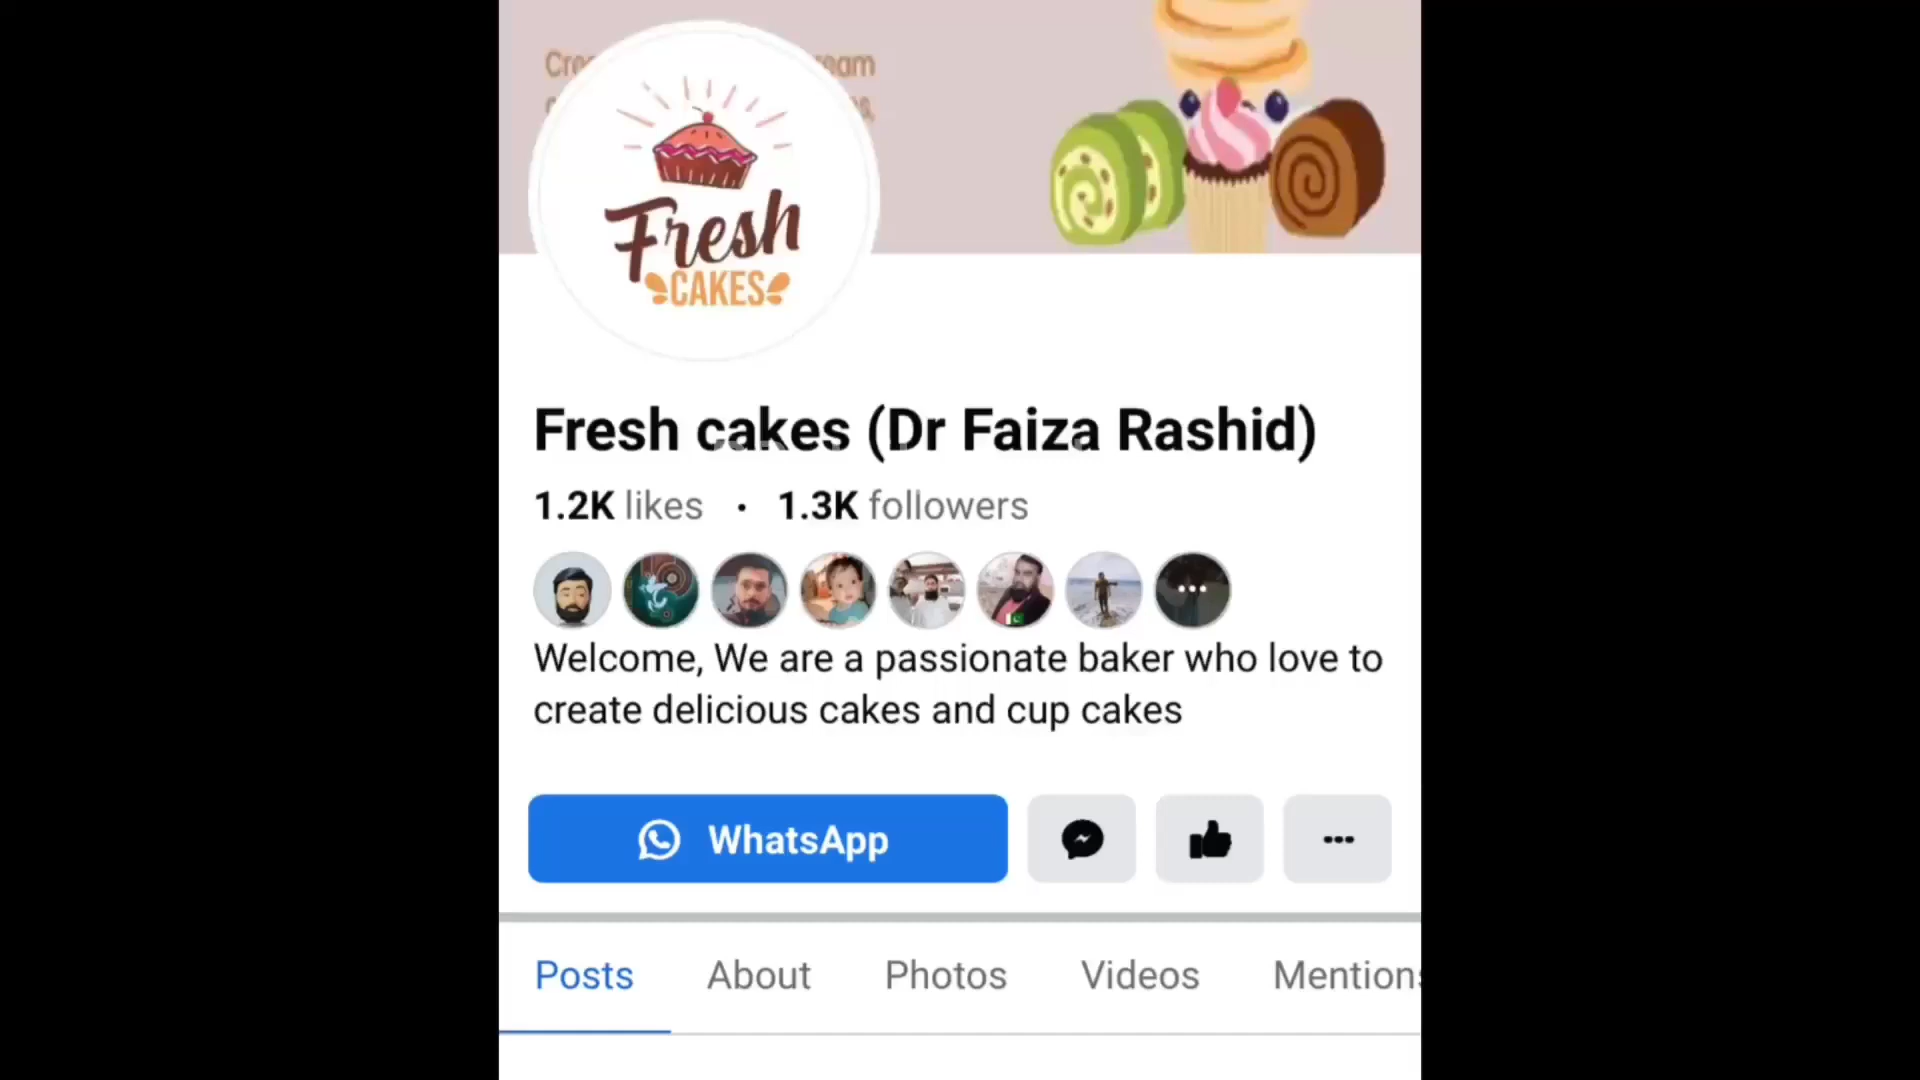 Fresh
CAKES
Fresh cakes (Dr Faiza Rashid)
1.2K likes • 1.3K followers
Welcome, We are a passionate baker who love to
create delicious cakes and cup cakes
WhatsApp
Posts About Photos Videos Mentions